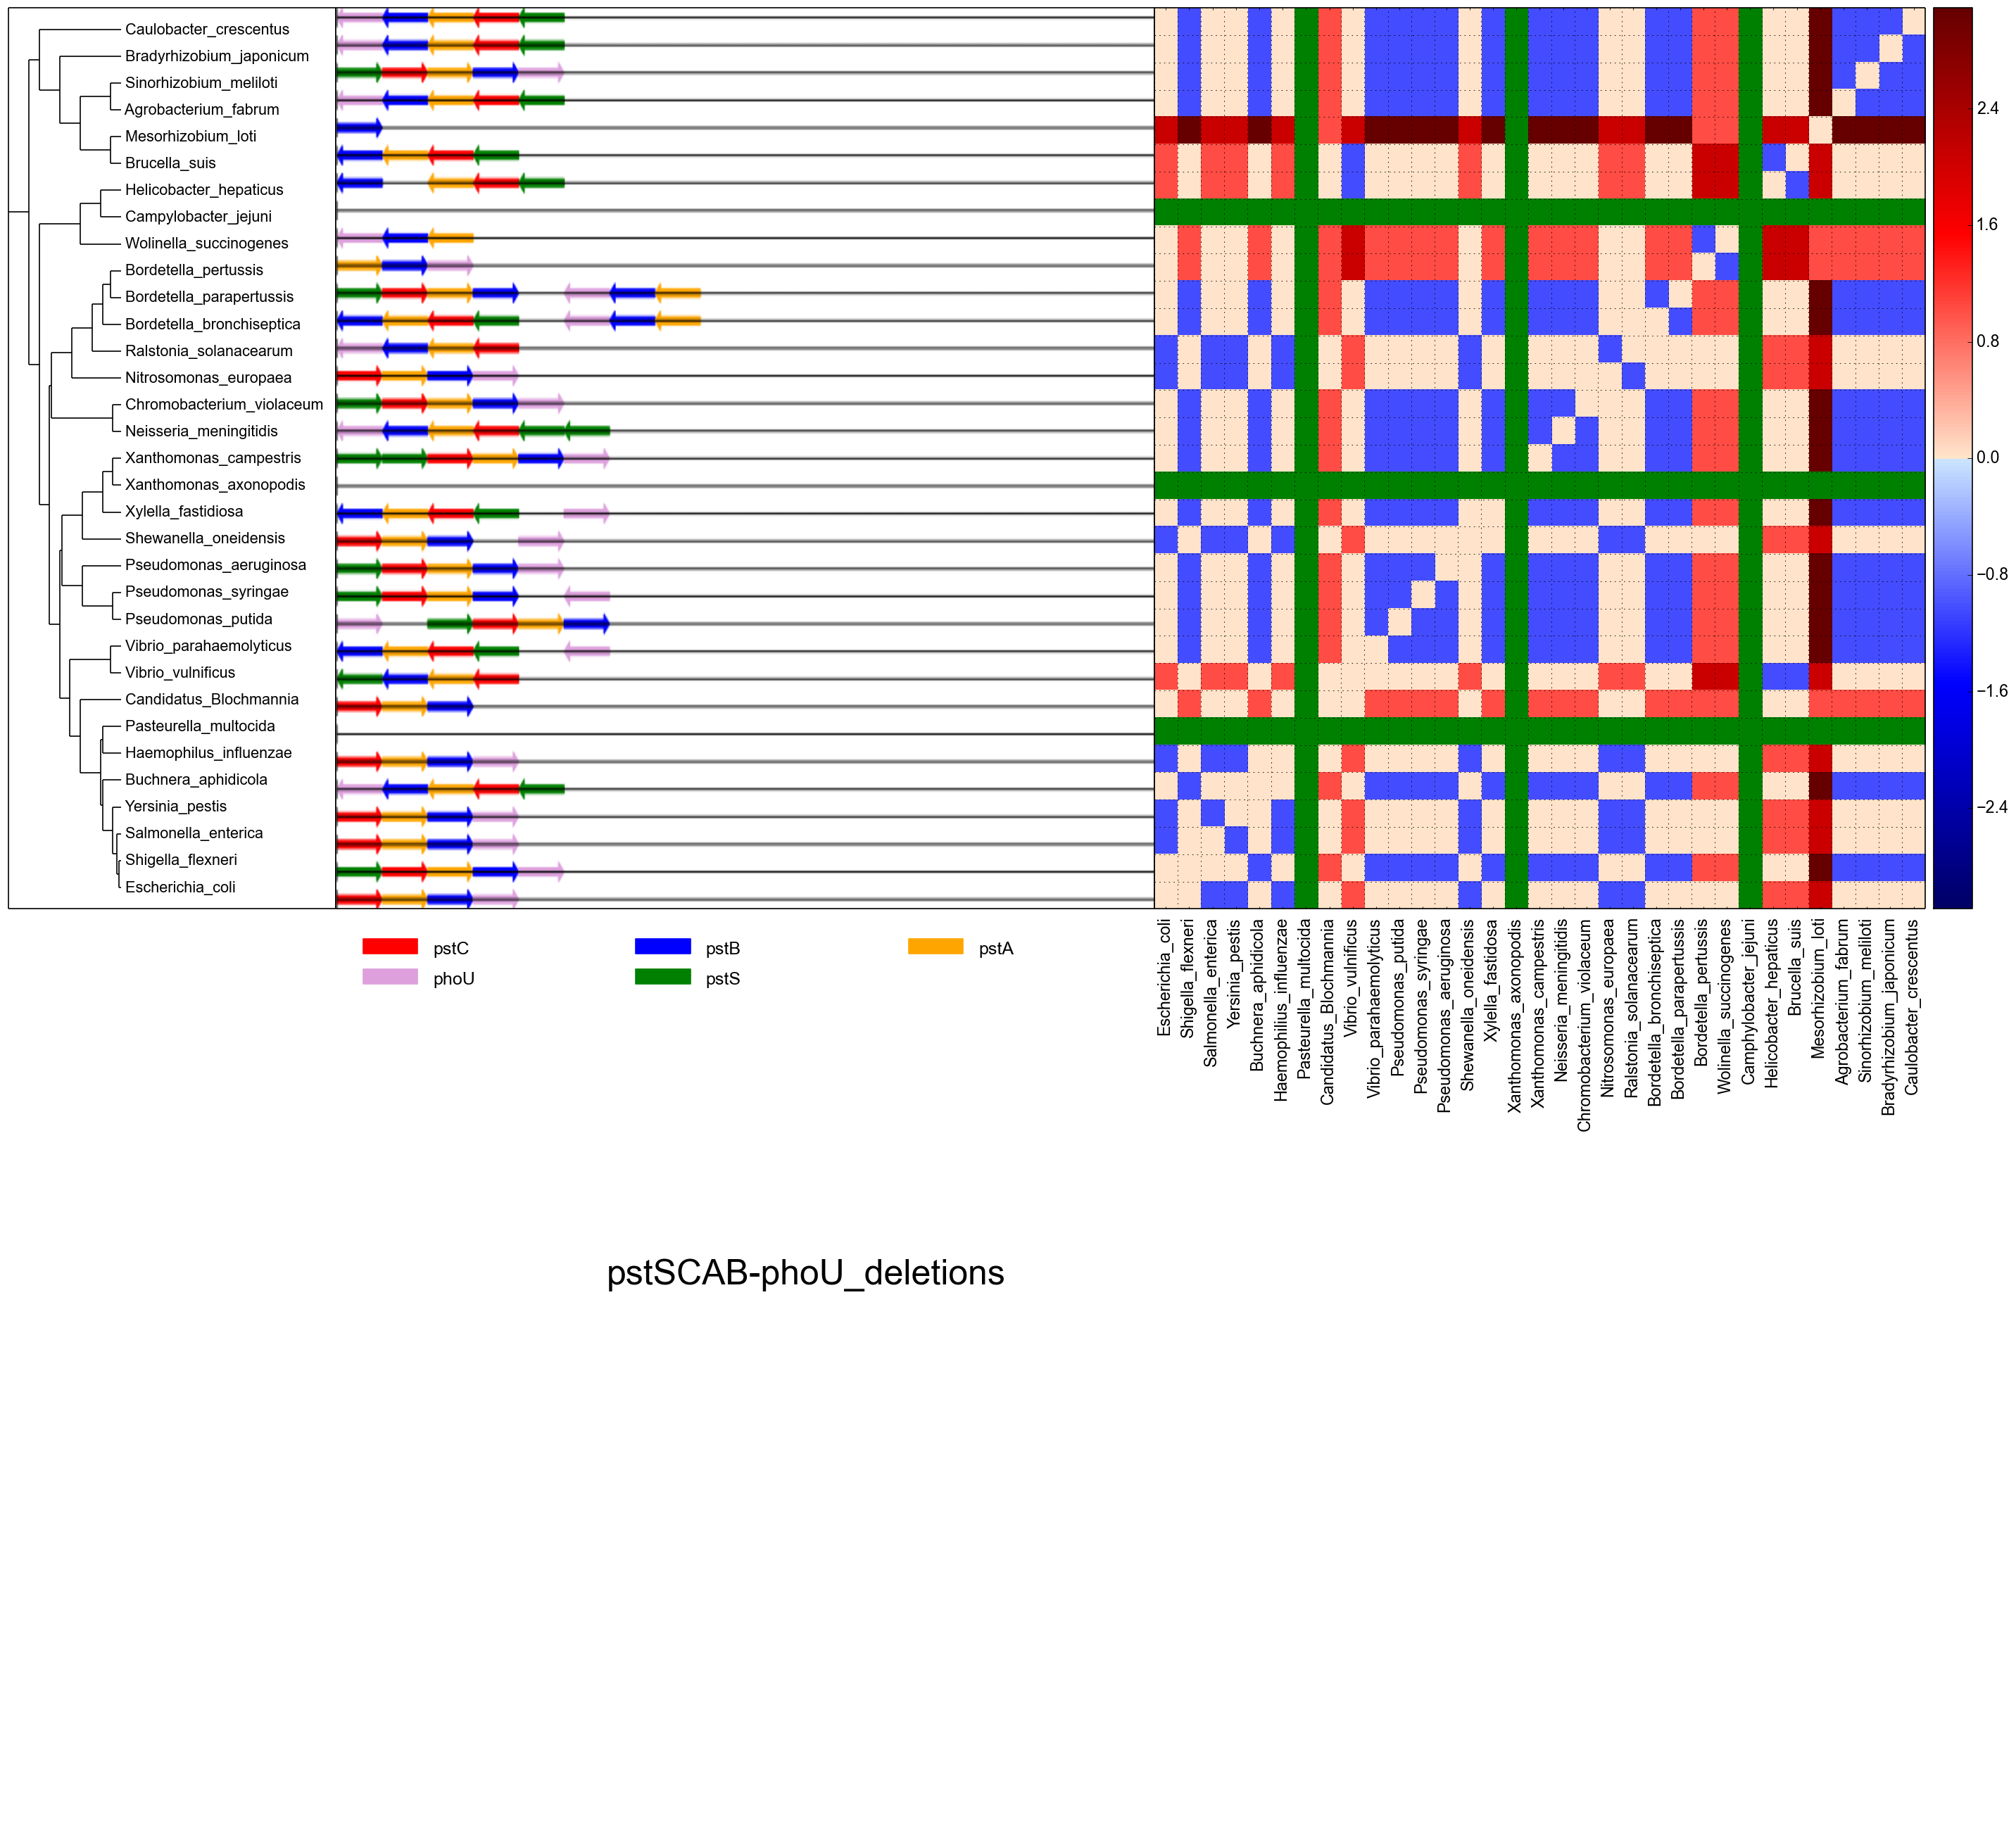 Caulobacter_crescentus
Bradyrhizobium_japonicum
Sinorhizobium_meliloti
Agrobacterium_fabrum
Mesorhizobium_loti
Brucella_suis
Helicobacter_hepaticus
Campylobacter_jejuni
Wolinella_succinogenes
Bordetella_pertussis
Bordetella_parapertussis
Bordetella_bronchiseptica
Ralstonia_solanacearum
Nitrosomonas_europaea
Chromobacterium_violaceum
Neisseria_meningitidis
Xanthomonas_campestris
Xanthomonas_axonopodis
Xylella_fastidiosa
Shewanella_oneidensis
Pseudomonas_aeruginosa
Pseudomonas_syringae
Pseudomonas_putida
Vibrio_parahaemolyticus
Vibrio_vulnificus
Candidatus_Blochmannia
Pasteurella_multocida
Haemophilus_influenzae
Buchnera_aphidicola
Yersinia_pestis
Salmonella_enterica
Shigella_flexneri
Escherichia_coli
2.4
1.6
0.8
0.0
−0.8
−1.6
−2.4
pstC
pstB
pstA
phoU
pstS
Escherichia_coli
Shigella_flexneri
Salmonella_enterica
Yersinia_pestis
Buchnera_aphidicola
Haemophilus_influenzae
Pasteurella_multocida
Candidatus_Blochmannia
Vibrio_vulnificus
Vibrio_parahaemolyticus
Pseudomonas_putida
Pseudomonas_syringae
Pseudomonas_aeruginosa
Shewanella_oneidensis
Xylella_fastidosa
Xanthomonas_axonopodis
Xanthomonas_campestris
Neisseria_meningitidis
Chromobacterium_violaceum
Nitrosomonas_europaea
Ralstonia_solanacearum
Bordetella_bronchiseptica
Bordetella_parapertussis
Bordetella_pertussis
Wolinella_succinogenes
Camphylobacter_jejuni
Helicobacter_hepaticus
Brucella_suis
Mesorhizobium_loti
Agrobacterium_fabrum
Sinorhizobium_meliloti
Bradyrhizobium_japonicum
Caulobacter_crescentus
pstSCAB-phoU_deletions